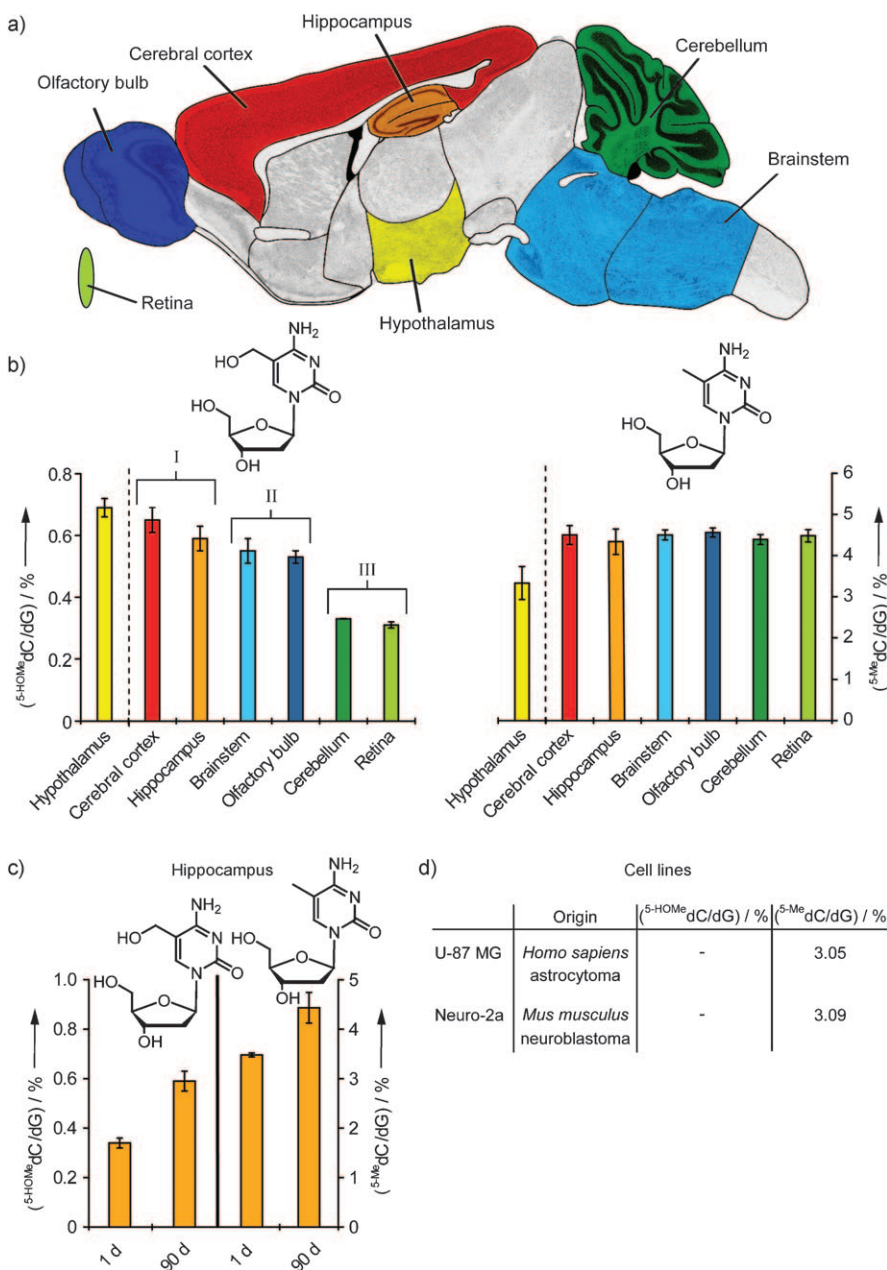 a)
Hippocampus
Cerebral cortex
Cerebellum
Olfactory bulb
Brainstem
Retina
Hypothalamus
b)
NH2
HO
N
N
O
HO
O
OH
NH2
N
N
O
HO
O
OH
(5-HOMedC/dG) / %
0.8
0.6
0.4
0.2
0
I
II
III
Hypothalamus
Cerebral cortex
Hippocampus
Brainstem
Olfactory bulb
Cerebellum
Retina
6
5
4
3
2
1
0
(5-MedC/dG) / %
Hypothalamus
Cerebral cortex
Hippocampus
Brainstem
Olfactory bulb
Cerebellum
Retina
c)
Hippocampus
NH2
HO
N
N
O
HO
O
OH
NH2
N
N
O
HO
O
OH
(5-HOMedC/dG) / %
1.0
0.8
0.6
0.4
0.2
0.0
5
4
3
2
1
0
(5-MedC/dG) / %
1 d
90 d
1 d
90 d
d)
Cell lines
Origin (5-HOMedC/dG) / % (5-MedC/dG) / %
U-87 MG Homo sapiens - 3.05
astrocytoma
Neuro-2a Mus musculus - 3.09
neuroblastoma